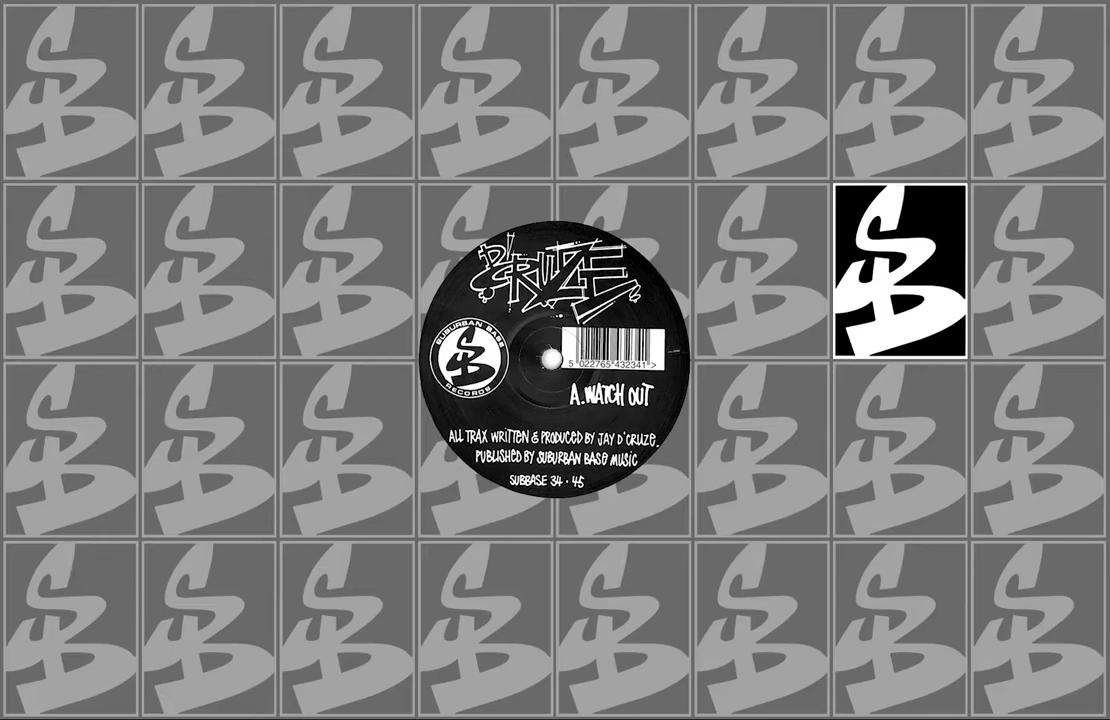 D'CRUZE
SUBURBAN BASE
RECORDS
SB
5 022765 432341 >
A. WATCH OUT
ALL TRAX WRITTEN & PRODUCED BY JAY D'CRUZE.
PUBLISHED BY SUBURBAN BASE MUSIC
SUBBASE 34 · 45